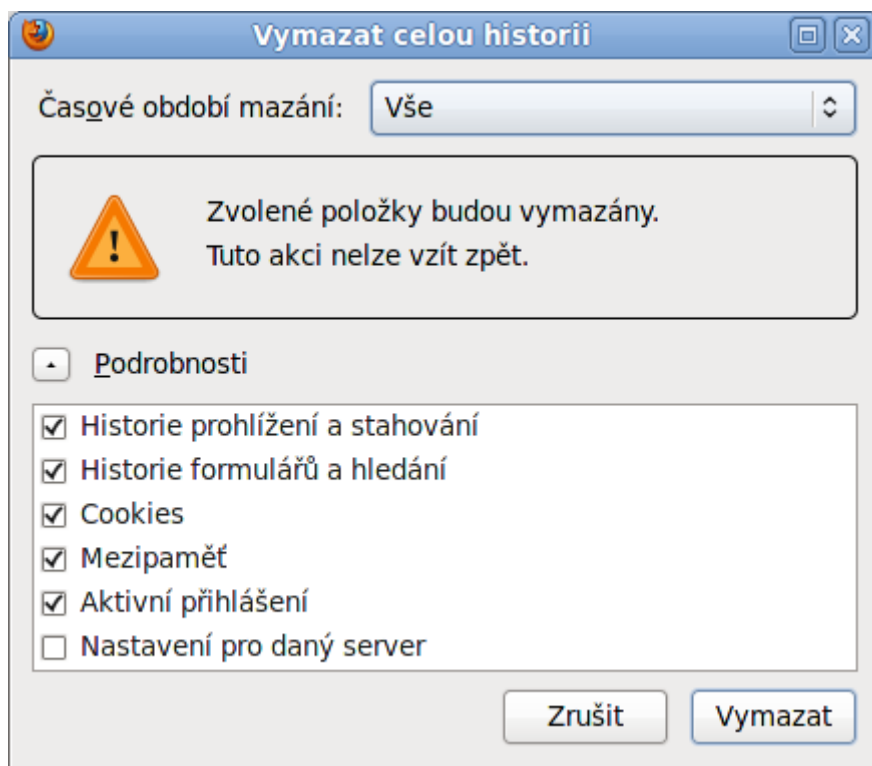 Vymazat celou historii
Časové období mazání: Vše
Zvolené položky budou vymazány.
Tuto akci nelze vzít zpět.
Podrobnosti
Historie prohlížení a stahování
Historie formulářů a hledání
Cookies
Mezipaměť
Aktivní přihlášení
Nastavení pro daný server
Zrušit Vymazat